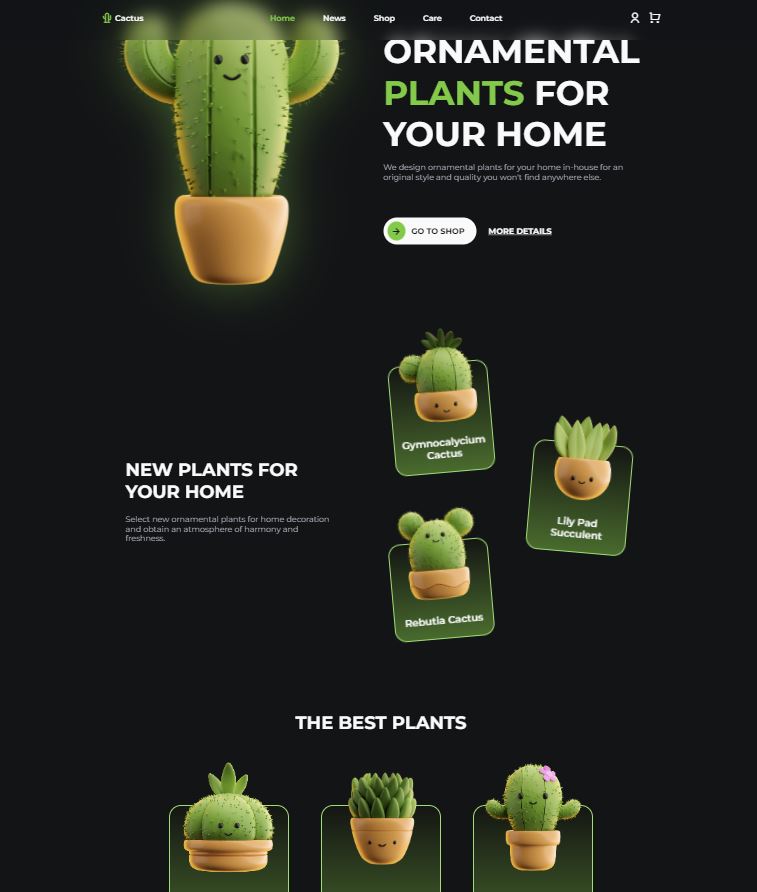 Cactus
Home
News
Shop
Care
Contact
ORNAMENTAL
PLANTS FOR
YOUR HOME
We design ornamental plants for your home in-house for an
original style and quality you won't find anywhere else.
GO TO SHOP
MORE DETAILS
Gymnocalycium
Cactus
Lily Pad
Succulent
NEW PLANTS FOR
YOUR HOME
Select new ornamental plants for home decoration
and obtain an atmosphere of harmony and
freshness.
Rebutia Cactus
THE BEST PLANTS